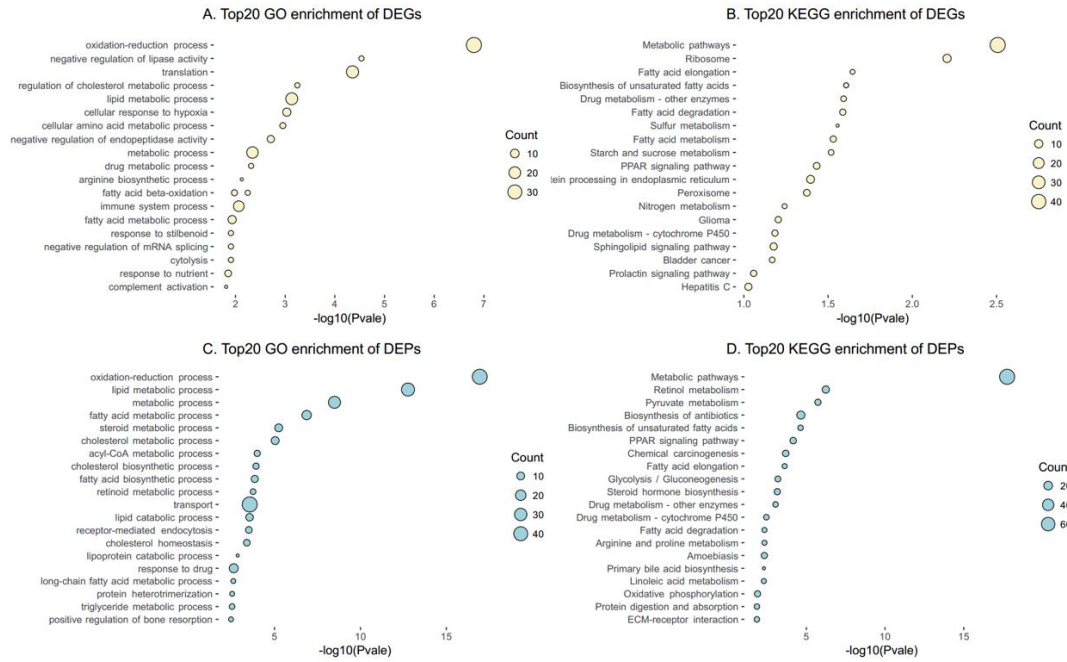 A. Top20 GO enrichment of DEGs
oxidation-reduction process
negative regulation of lipase activity
translation
regulation of cholesterol metabolic process
lipid metabolic process
cellular response to hypoxia
cellular amino acid metabolic process
negative regulation of endopeptidase activity
metabolic process
drug metabolic process
arginine biosynthetic process
fatty acid beta-oxidation
immune system process
fatty acid metabolic process
response to stilbenoid
negative regulation of mRNA splicing
cytolysis
response to nutrient
complement activation
2 3 4 5 6 7
-log10(Pvale)
Count
10
20
30
B. Top20 KEGG enrichment of DEGs
Metabolic pathways
Ribosome
Fatty acid elongation
Biosynthesis of unsaturated fatty acids
Drug metabolism - other enzymes
Fatty acid degradation
Sulfur metabolism
Fatty acid metabolism
Starch and sucrose metabolism
PPAR signaling pathway
tein processing in endoplasmic reticulum
Peroxisome
Nitrogen metabolism
Glioma
Drug metabolism - cytochrome P450
Sphingolipid signaling pathway
Bladder cancer
Prolactin signaling pathway
Hepatitis C
1.0 1.5 2.0 2.5
-log10(Pvale)
Count
10
20
30
40
C. Top20 GO enrichment of DEPs
oxidation-reduction process
lipid metabolic process
metabolic process
fatty acid metabolic process
steroid metabolic process
cholesterol metabolic process
acyl-CoA metabolic process
cholesterol biosynthetic process
fatty acid biosynthetic process
retinoid metabolic process
transport
lipid catabolic process
receptor-mediated endocytosis
cholesterol homeostasis
lipoprotein catabolic process
response to drug
long-chain fatty acid metabolic process
protein heterotrimerization
triglyceride metabolic process
positive regulation of bone resorption
5 10 15
-log10(Pvale)
Count
10
20
30
40
D. Top20 KEGG enrichment of DEPs
Metabolic pathways
Retinol metabolism
Pyruvate metabolism
Biosynthesis of antibiotics
Biosynthesis of unsaturated fatty acids
PPAR signaling pathway
Chemical carcinogenesis
Fatty acid elongation
Glycolysis / Gluconeogenesis
Steroid hormone biosynthesis
Drug metabolism - other enzymes
Drug metabolism - cytochrome P450
Fatty acid degradation
Arginine and proline metabolism
Amoebiasis
Primary bile acid biosynthesis
Linoleic acid metabolism
Oxidative phosphorylation
Protein digestion and absorption
ECM-receptor interaction
5 10 15
-log10(Pvale)
Count
20
40
60